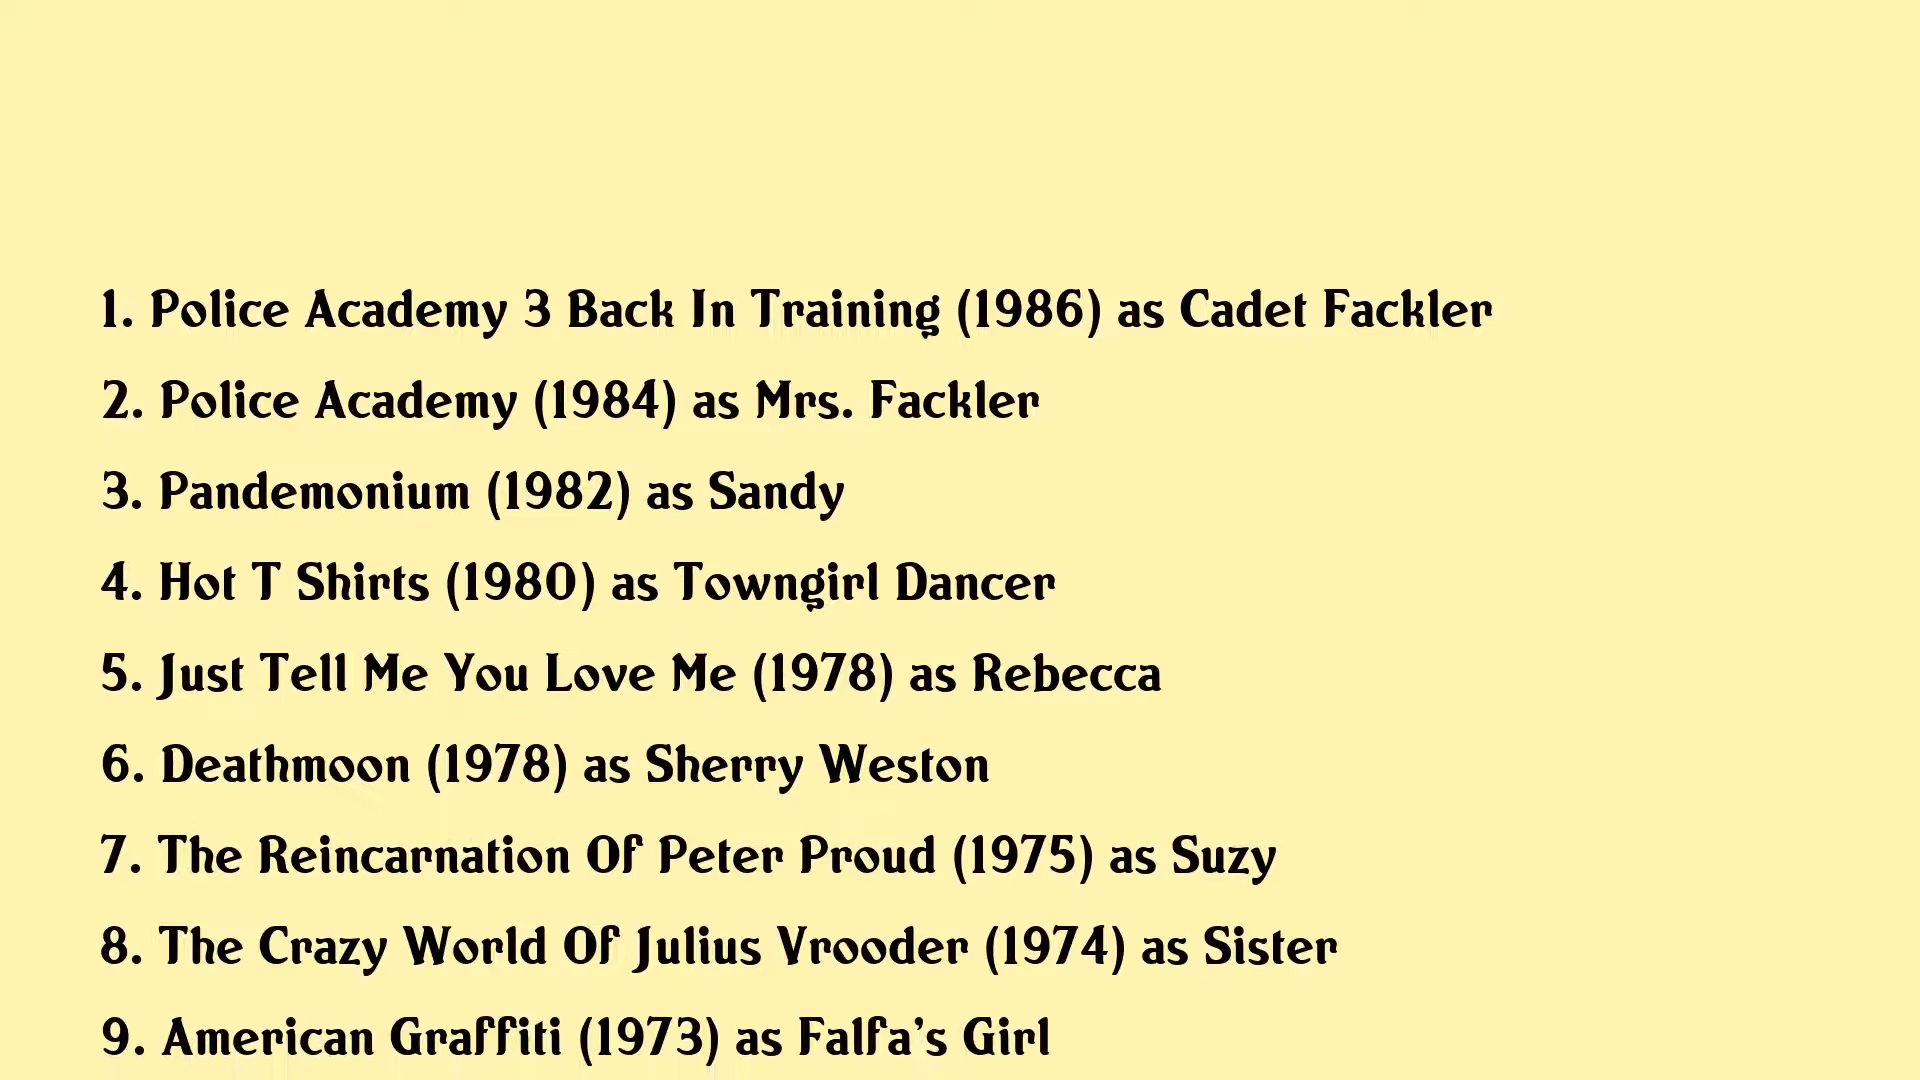 1. Police Academy 3 Back In Training (1986) as Cadet Fackler
2. Police Academy (1984) as Mrs. Fackler
3. Pandemonium (1982) as Sandy
4. Hot T Shirts (1980) as Towngirl Dancer
5. Just Tell Me You Love Me (1978) as Rebecca
6. Deathmoon (1978) as Sherry Weston
7. The Reincarnation Of Peter Proud (1975) as Suzy
8. The Crazy World Of Julius Vrooder (1974) as Sister
9. American Graffiti (1973) as Falfa's Girl